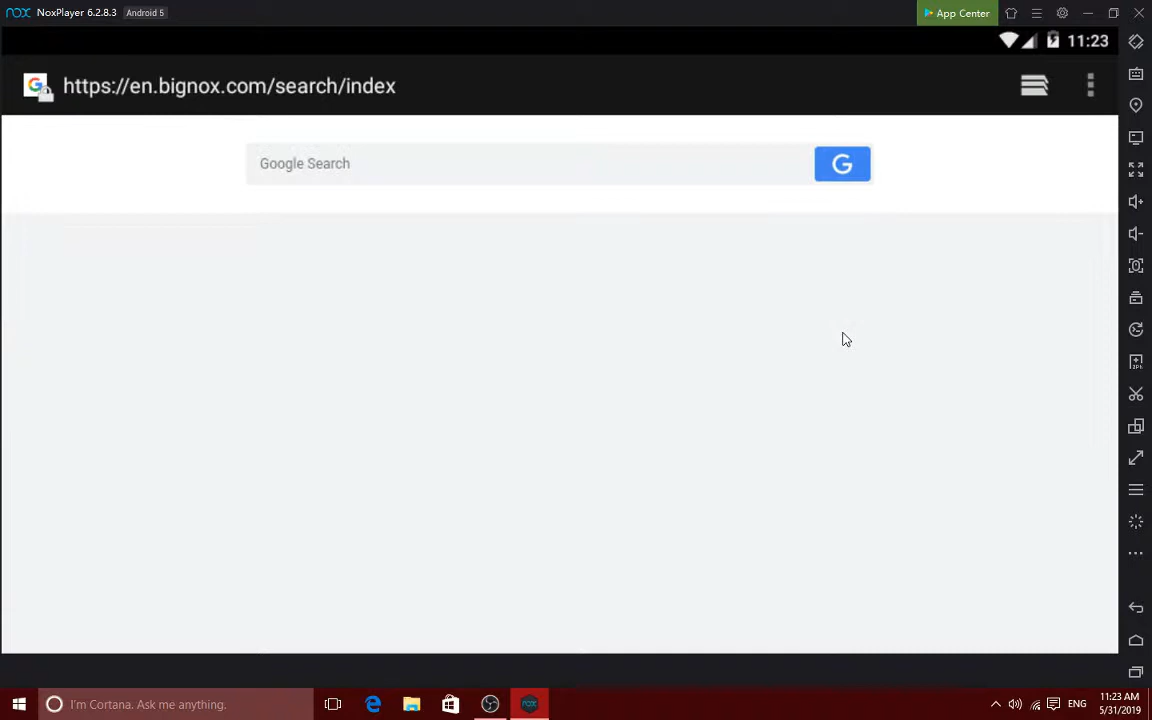 NoxPlayer 6.2.8.3 Android 5 App Center
11:23
https://en.bignox.com/search/index
Google Search
I'm Cortana. Ask me anything.
ENG
11:23 AM
5/31/2019